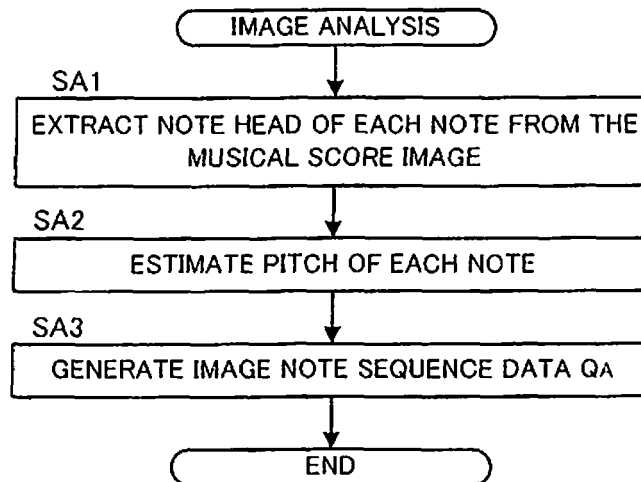 IMAGE ANALYSIS
SA1
EXTRACT NOTE HEAD OF EACH NOTE FROM THE
MUSICAL SCORE IMAGE
SA2
ESTIMATE PITCH OF EACH NOTE
SA3
GENERATE IMAGE NOTE SEQUENCE DATA QA
END